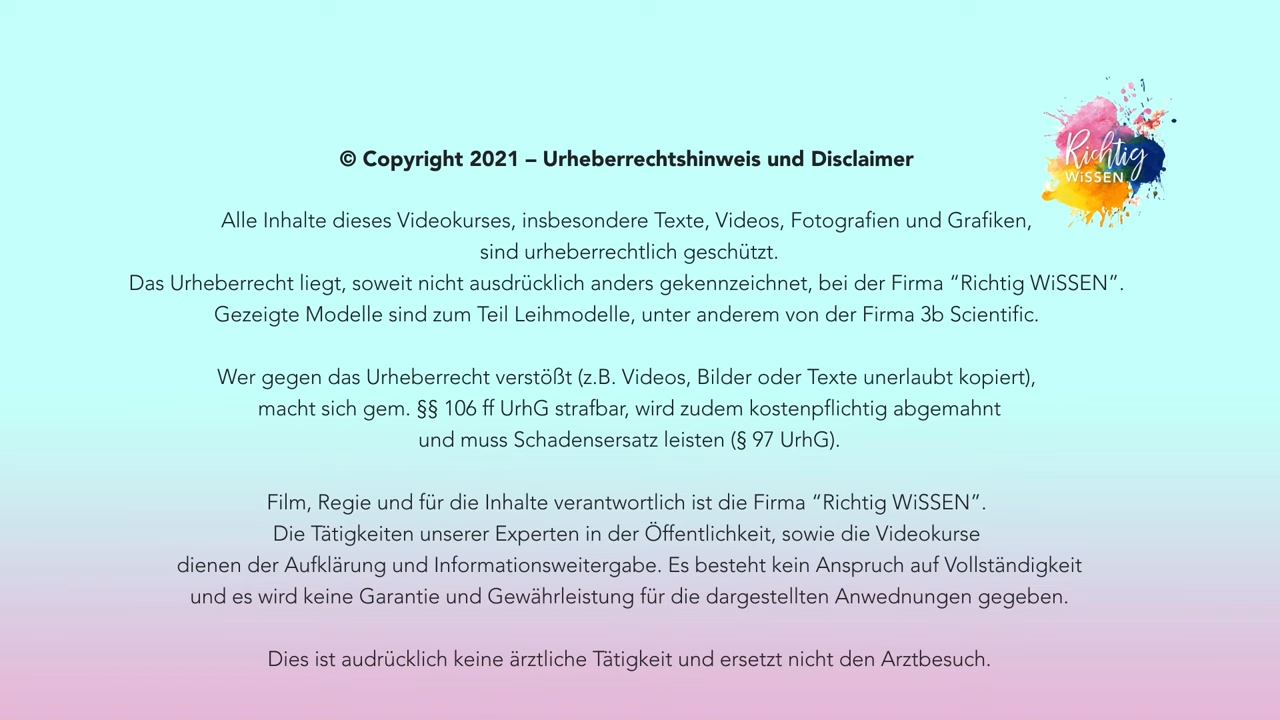 © Copyright 2021 – Urheberrechtshinweis und Disclaimer
Richtig
WiSSEN
Alle Inhalte dieses Videokurses, insbesondere Texte, Videos, Fotografien und Grafiken,
sind urheberrechtlich geschützt.
Das Urheberrecht liegt, soweit nicht ausdrücklich anders gekennzeichnet, bei der Firma “Richtig WiSSEN”.
Gezeigte Modelle sind zum Teil Leihmodelle, unter anderem von der Firma 3b Scientific.
Wer gegen das Urheberrecht verstößt (z.B. Videos, Bilder oder Texte unerlaubt kopiert),
macht sich gem. §§ 106 ff UrhG strafbar, wird zudem kostenpflichtig abgemahnt
und muss Schadensersatz leisten (§ 97 UrhG).
Film, Regie und für die Inhalte verantwortlich ist die Firma “Richtig WiSSEN”.
Die Tätigkeiten unserer Experten in der Öffentlichkeit, sowie die Videokurse
dienen der Aufklärung und Informationsweitergabe. Es besteht kein Anspruch auf Vollständigkeit
und es wird keine Garantie und Gewährleistung für die dargestellten Anwednungen gegeben.
Dies ist audrücklich keine ärztliche Tätigkeit und ersetzt nicht den Arztbesuch.